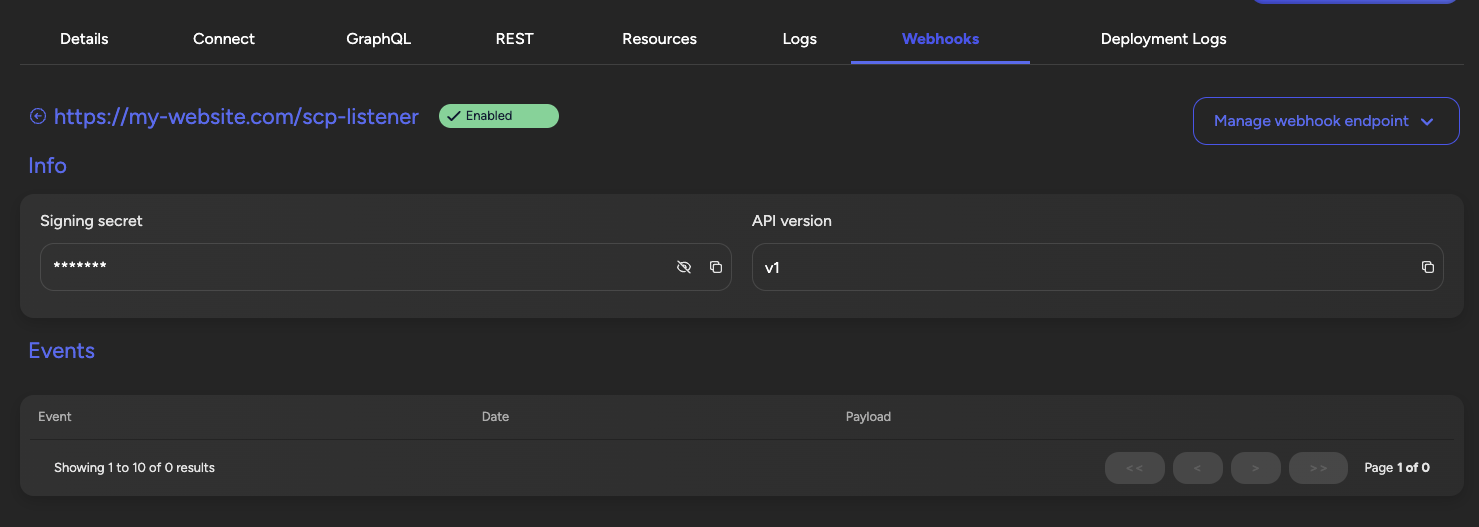 Details Connect GraphQL REST Resources Logs Webhooks Deployment Logs
https://my-website.com/scp-listener Enabled Manage webhook endpoint
Info
Signing secret API version
******* v1
Events
Event Date Payload
Showing 1 to 10 of 0 results << < > >> Page 1 of 0